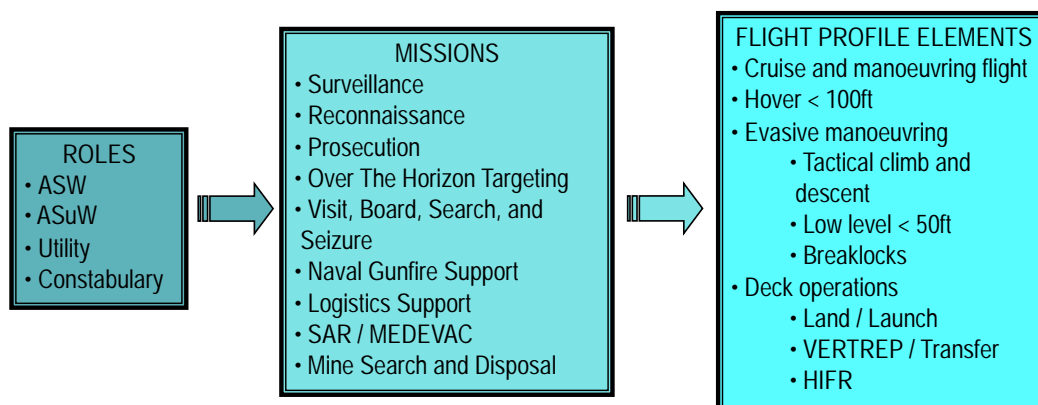 ROLES
• ASW
• ASuW
• Utility
• Constabulary
MISSIONS
• Surveillance
• Reconnaissance
• Prosecution
• Over The Horizon Targeting
• Visit, Board, Search, and
Seizure
• Naval Gunfire Support
• Logistics Support
• SAR / MEDEVAC
• Mine Search and Disposal
FLIGHT PROFILE ELEMENTS
• Cruise and manoeuvring flight
• Hover < 100ft
• Evasive manoeuvring
• Tactical climb and
descent
• Low level < 50ft
• Breaklocks
• Deck operations
• Land / Launch
• VERTREP / Transfer
• HIFR